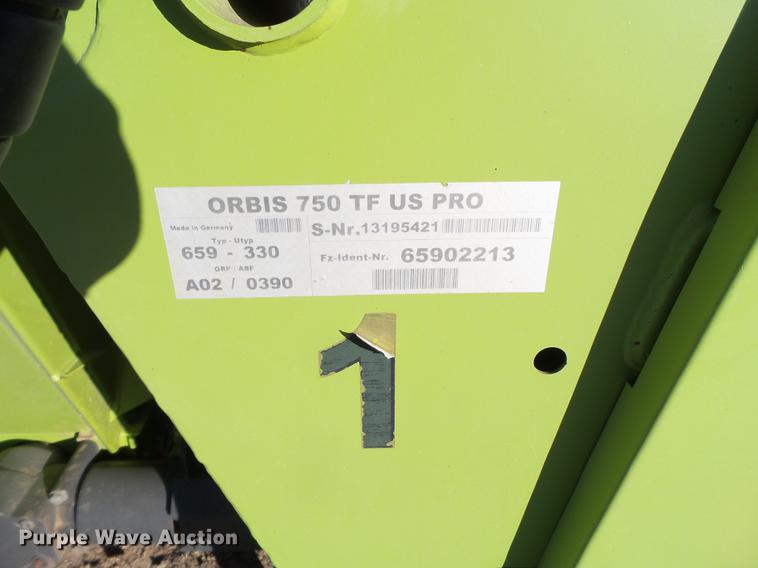 ORBIS 750 TF US PRO
Made in Germany
Typ - Utyp
659 - 330
GRP / ABF
A02 / 0390
S-Nr.13195421
Fz-Ident-Nr. 65902213
1
Purple Wave Auction